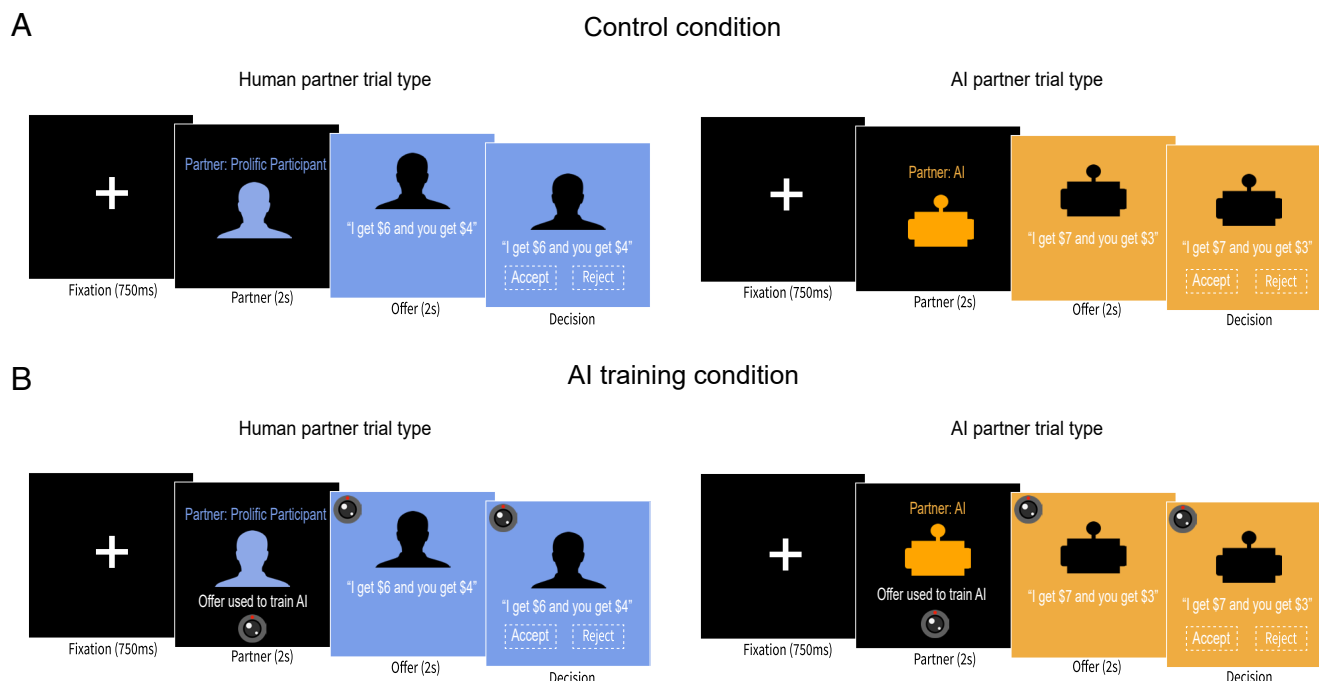 A
Control condition
Human partner trial type
Partner: Prolific Participant
“I get $6 and you get $4”
“I get $6 and you get $4”
Accept
Reject
Fixation (750ms)
Partner (2s)
Offer (2s)
Decision
AI partner trial type
Partner: AI
“I get $7 and you get $3”
“I get $7 and you get $3”
Accept
Reject
Fixation (750ms)
Partner (2s)
Offer (2s)
Decision
B
AI training condition
Human partner trial type
Partner: Prolific Participant
Offer used to train AI
“I get $6 and you get $4”
“I get $6 and you get $4”
Accept
Reject
Fixation (750ms)
Partner (2s)
Offer (2s)
Decision
AI partner trial type
Partner: AI
Offer used to train AI
“I get $7 and you get $3”
“I get $7 and you get $3”
Accept
Reject
Fixation (750ms)
Partner (2s)
Offer (2s)
Decision